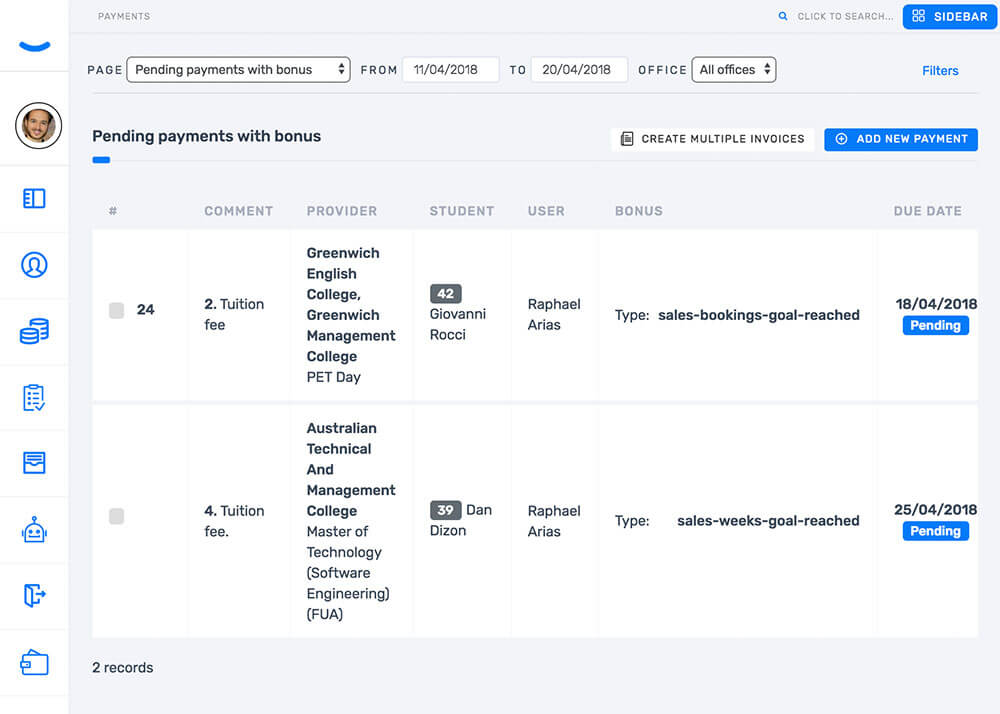 PAYMENTS
CLICK TO SEARCH...
SIDEBAR
PAGE Pending payments with bonus FROM 11/04/2018 TO 20/04/2018 OFFICE All offices Filters
Pending payments with bonus
CREATE MULTIPLE INVOICES
ADD NEW PAYMENT
# COMMENT PROVIDER STUDENT USER BONUS DUE DATE
24
2. Tuition
fee
Greenwich
English
College,
Greenwich
Management
College
PET Day
42
Giovanni
Rocci
Raphael
Arias
Type: sales-bookings-goal-reached
18/04/2018
Pending
4. Tuition
fee.
Australian
Technical
And
Management
College
Master of
Technology
(Software
Engineering)
(FUA)
39 Dan
Dizon
Raphael
Arias
Type: sales-weeks-goal-reached
25/04/2018
Pending
2 records